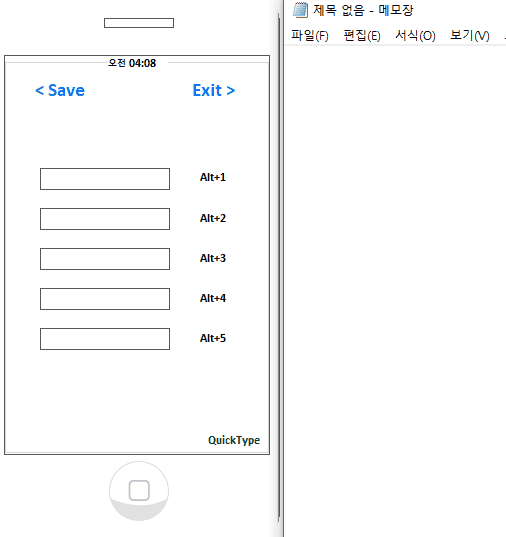 오전 04:08
< Save
Exit >
Alt+1
Alt+2
Alt+3
Alt+4
Alt+5
QuickType
제목 없음 - 메모장
파일(F) 편집(E) 서식(O) 보기(V)